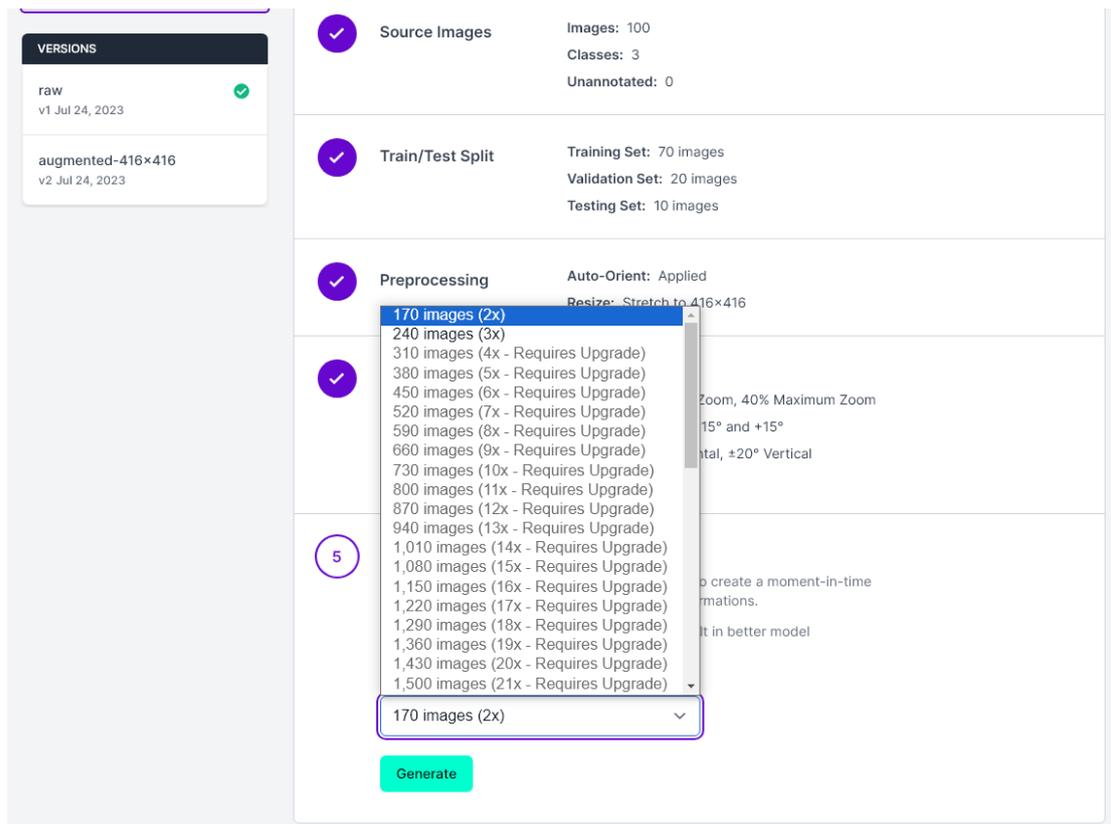 VERSIONS
raw
v1 Jul 24, 2023
augmented-416×416
v2 Jul 24, 2023
Source Images
Images: 100
Classes: 3
Unannotated: 0
Train/Test Split
Training Set: 70 images
Validation Set: 20 images
Testing Set: 10 images
Preprocessing
Auto-Orient: Applied
Resize: Stretch to 416×416
Zoom, 40% Maximum Zoom
15° and +15°
ntal, ±20° Vertical
5
o create a moment-in-time
rmations.
lt in better model
170 images (2x)
240 images (3x)
310 images (4x - Requires Upgrade)
380 images (5x - Requires Upgrade)
450 images (6x - Requires Upgrade)
520 images (7x - Requires Upgrade)
590 images (8x - Requires Upgrade)
660 images (9x - Requires Upgrade)
730 images (10x - Requires Upgrade)
800 images (11x - Requires Upgrade)
870 images (12x - Requires Upgrade)
940 images (13x - Requires Upgrade)
1,010 images (14x - Requires Upgrade)
1,080 images (15x - Requires Upgrade)
1,150 images (16x - Requires Upgrade)
1,220 images (17x - Requires Upgrade)
1,290 images (18x - Requires Upgrade)
1,360 images (19x - Requires Upgrade)
1,430 images (20x - Requires Upgrade)
1,500 images (21x - Requires Upgrade)
170 images (2x)
Generate